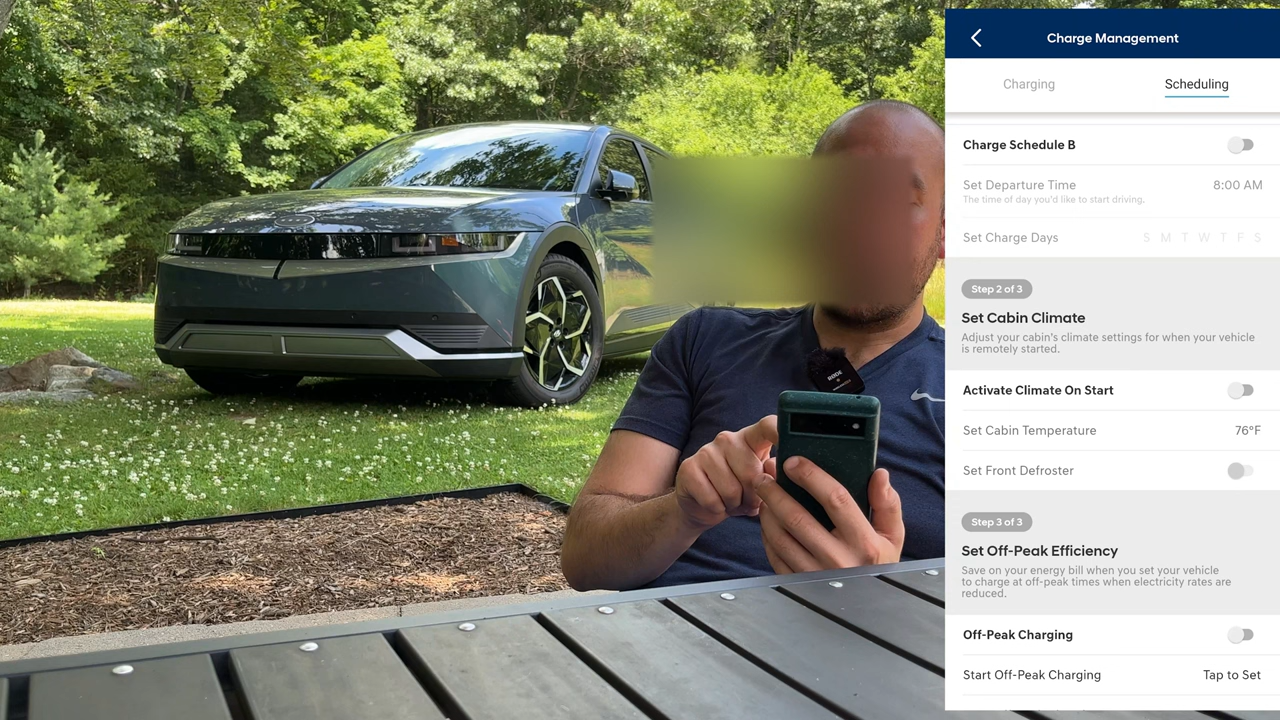 Charge Management
Charging
Scheduling
Charge Schedule B
Set Departure Time
8:00 AM
The time of day you'd like to start driving.
Set Charge Days
S M T W T F S
Step 2 of 3
Set Cabin Climate
Adjust your cabin's climate settings for when your vehicle
is remotely started.
Activate Climate On Start
Set Cabin Temperature
76°F
Set Front Defroster
Step 3 of 3
Set Off-Peak Efficiency
Save on your energy bill when you set your vehicle
to charge at off-peak times when electricity rates are
reduced.
Off-Peak Charging
Start Off-Peak Charging
Tap to Set
RØDE